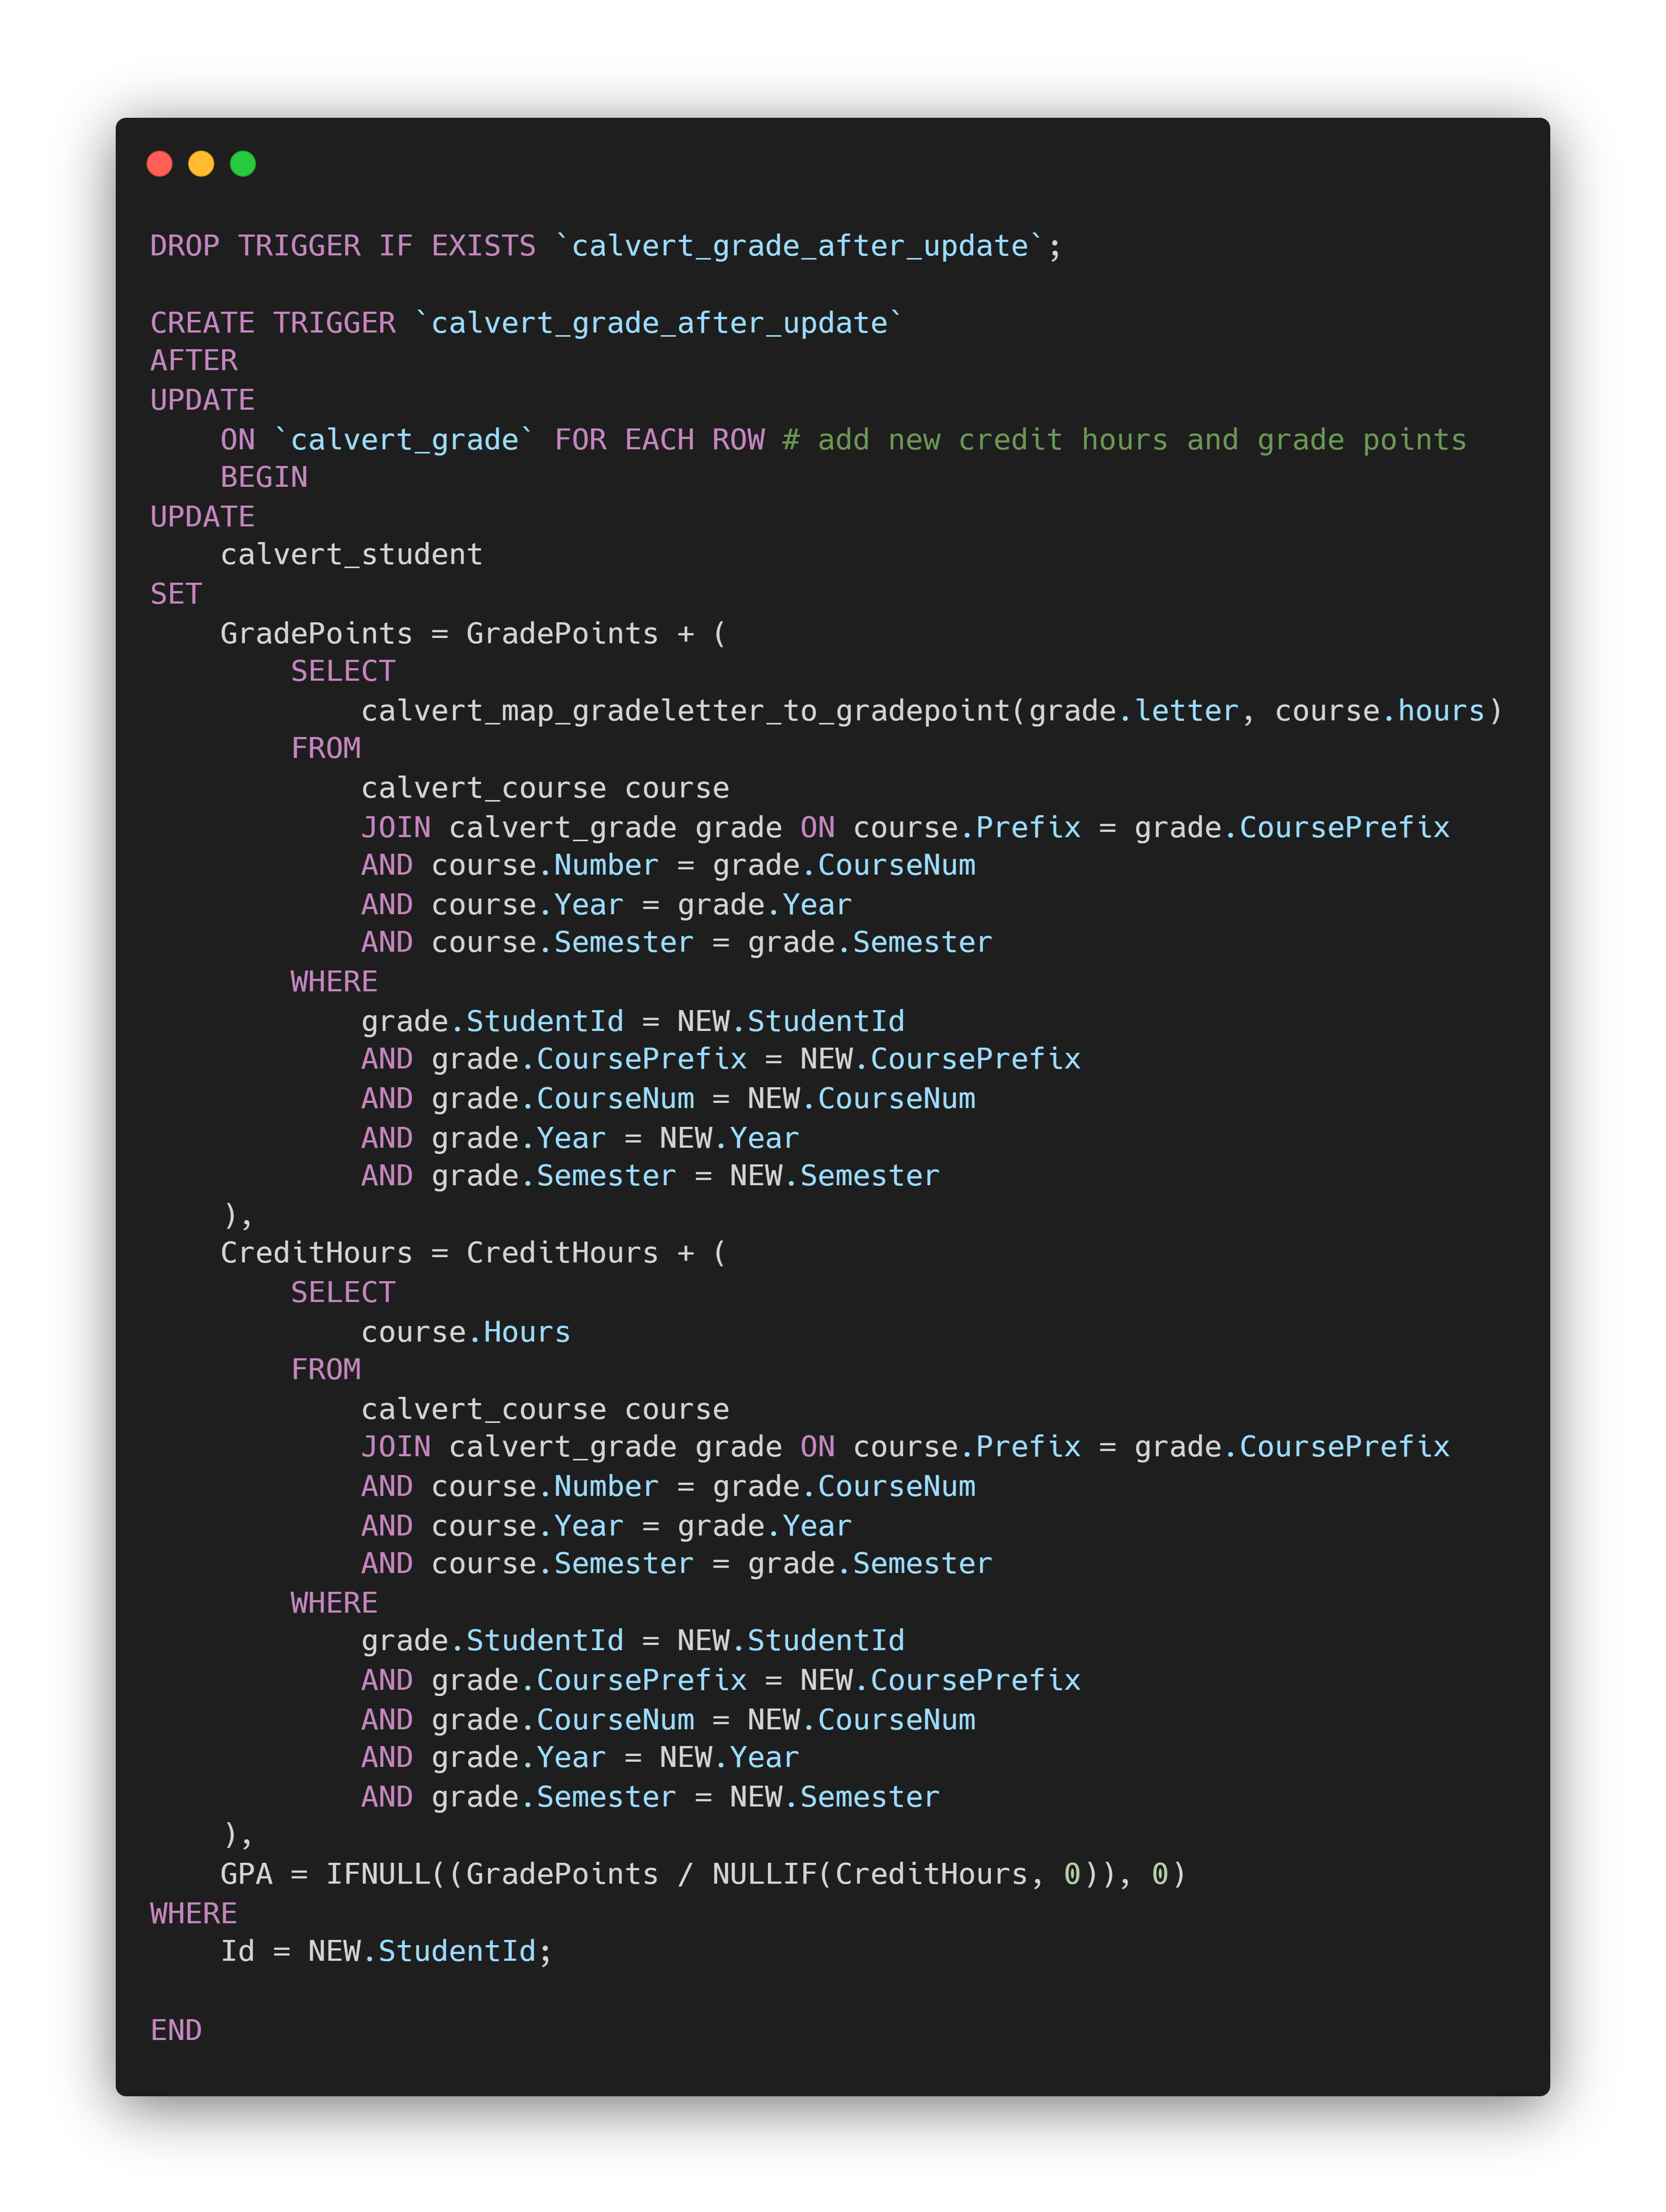 DROP TRIGGER IF EXISTS `calvert_grade_after_update`;
CREATE TRIGGER `calvert_grade_after_update`
AFTER
UPDATE
    ON `calvert_grade` FOR EACH ROW # add new credit hours and grade points
    BEGIN
UPDATE
    calvert_student
SET
    GradePoints = GradePoints + (
        SELECT
            calvert_map_gradeletter_to_gradepoint(grade.letter, course.hours)
        FROM
            calvert_course course
            JOIN calvert_grade grade ON course.Prefix = grade.CoursePrefix
            AND course.Number = grade.CourseNum
            AND course.Year = grade.Year
            AND course.Semester = grade.Semester
        WHERE
            grade.StudentId = NEW.StudentId
            AND grade.CoursePrefix = NEW.CoursePrefix
            AND grade.CourseNum = NEW.CourseNum
            AND grade.Year = NEW.Year
            AND grade.Semester = NEW.Semester
    ),
    CreditHours = CreditHours + (
        SELECT
            course.Hours
        FROM
            calvert_course course
            JOIN calvert_grade grade ON course.Prefix = grade.CoursePrefix
            AND course.Number = grade.CourseNum
            AND course.Year = grade.Year
            AND course.Semester = grade.Semester
        WHERE
            grade.StudentId = NEW.StudentId
            AND grade.CoursePrefix = NEW.CoursePrefix
            AND grade.CourseNum = NEW.CourseNum
            AND grade.Year = NEW.Year
            AND grade.Semester = NEW.Semester
    ),
    GPA = IFNULL((GradePoints / NULLIF(CreditHours, 0)), 0)
WHERE
    Id = NEW.StudentId;
END